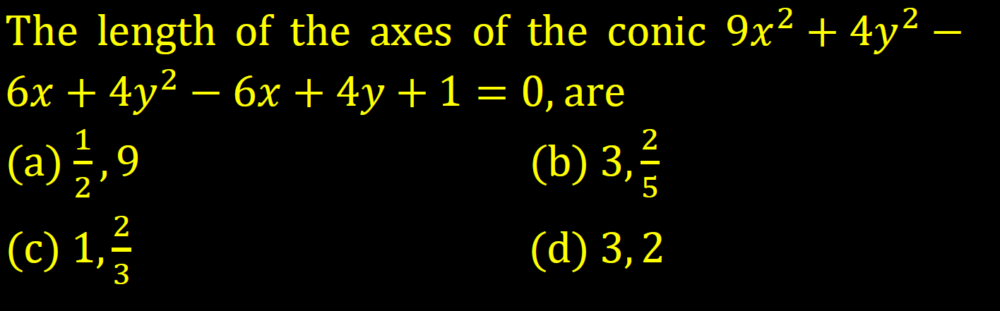 The length of the axes of the conic 9x² + 4y² −
6x + 4y² − 6x + 4y + 1 = 0, are
(a) 1/2, 9 (b) 3, 2/5
(c) 1, 2/3 (d) 3, 2